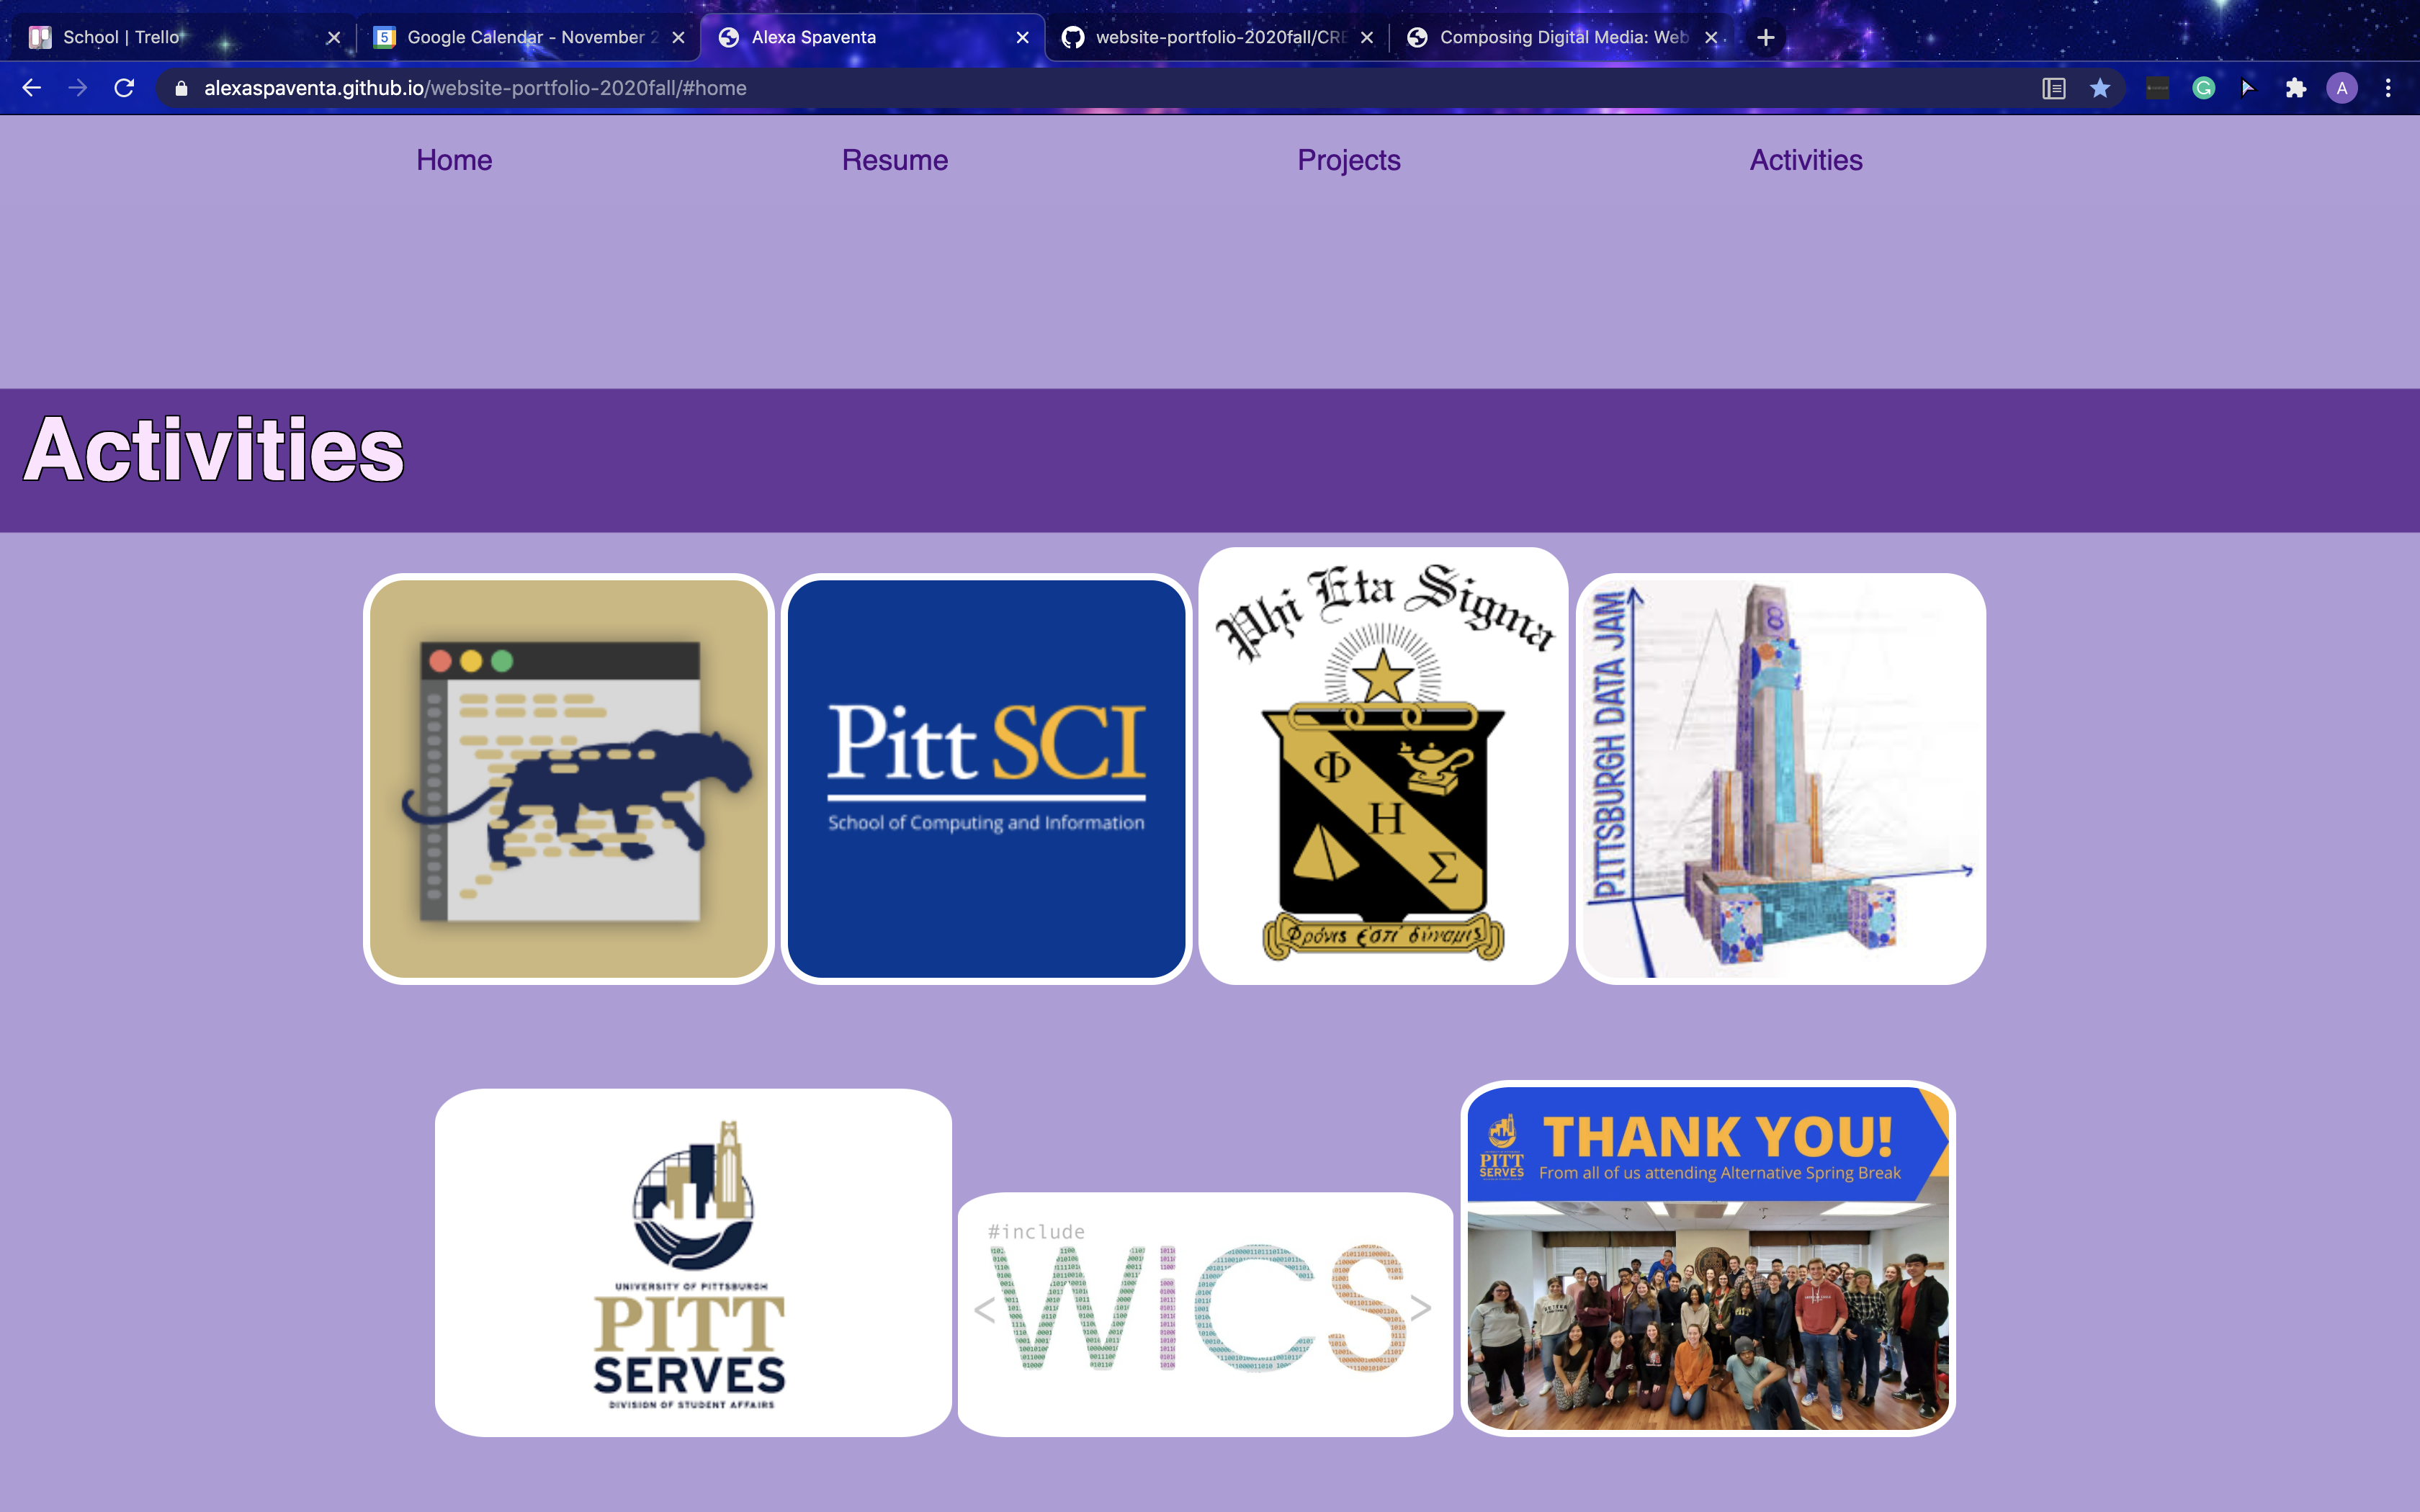 School | Trello
Google Calendar - November 2
Alexa Spaventa
website-portfolio-2020fall/CRE
Composing Digital Media: Web
alexaspaventa.github.io/website-portfolio-2020fall/#home
A
Home
Resume
Projects
Activities
Activities
Pitt SCI
School of Computing and Information
Phi Eta Sigma
Φ
Η
Σ
PITTSBURGH DATA JAM
UNIVERSITY OF PITTSBURGH
PITT
SERVES
DIVISION OF STUDENT AFFAIRS
#include
<WICS>
PITT
SERVES
THANK YOU!
From all of us attending Alternative Spring Break